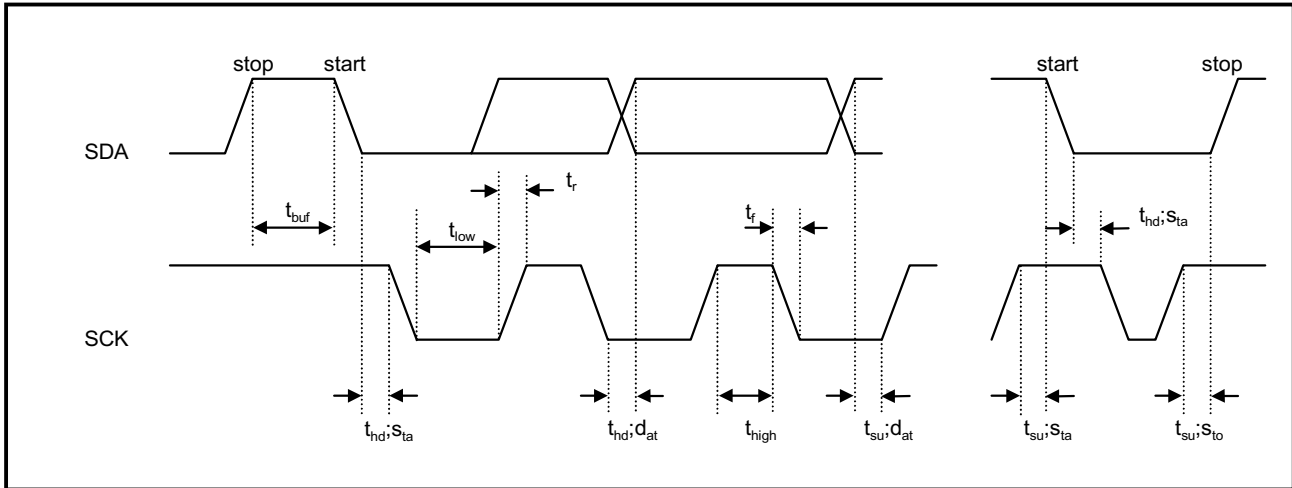 stop start start stop
SDA
t_r
t_buf t_f t_hd;s_ta
t_low
SCK
t_hd;s_ta t_hd;d_at t_high t_su;d_at t_su;s_ta t_su;s_to